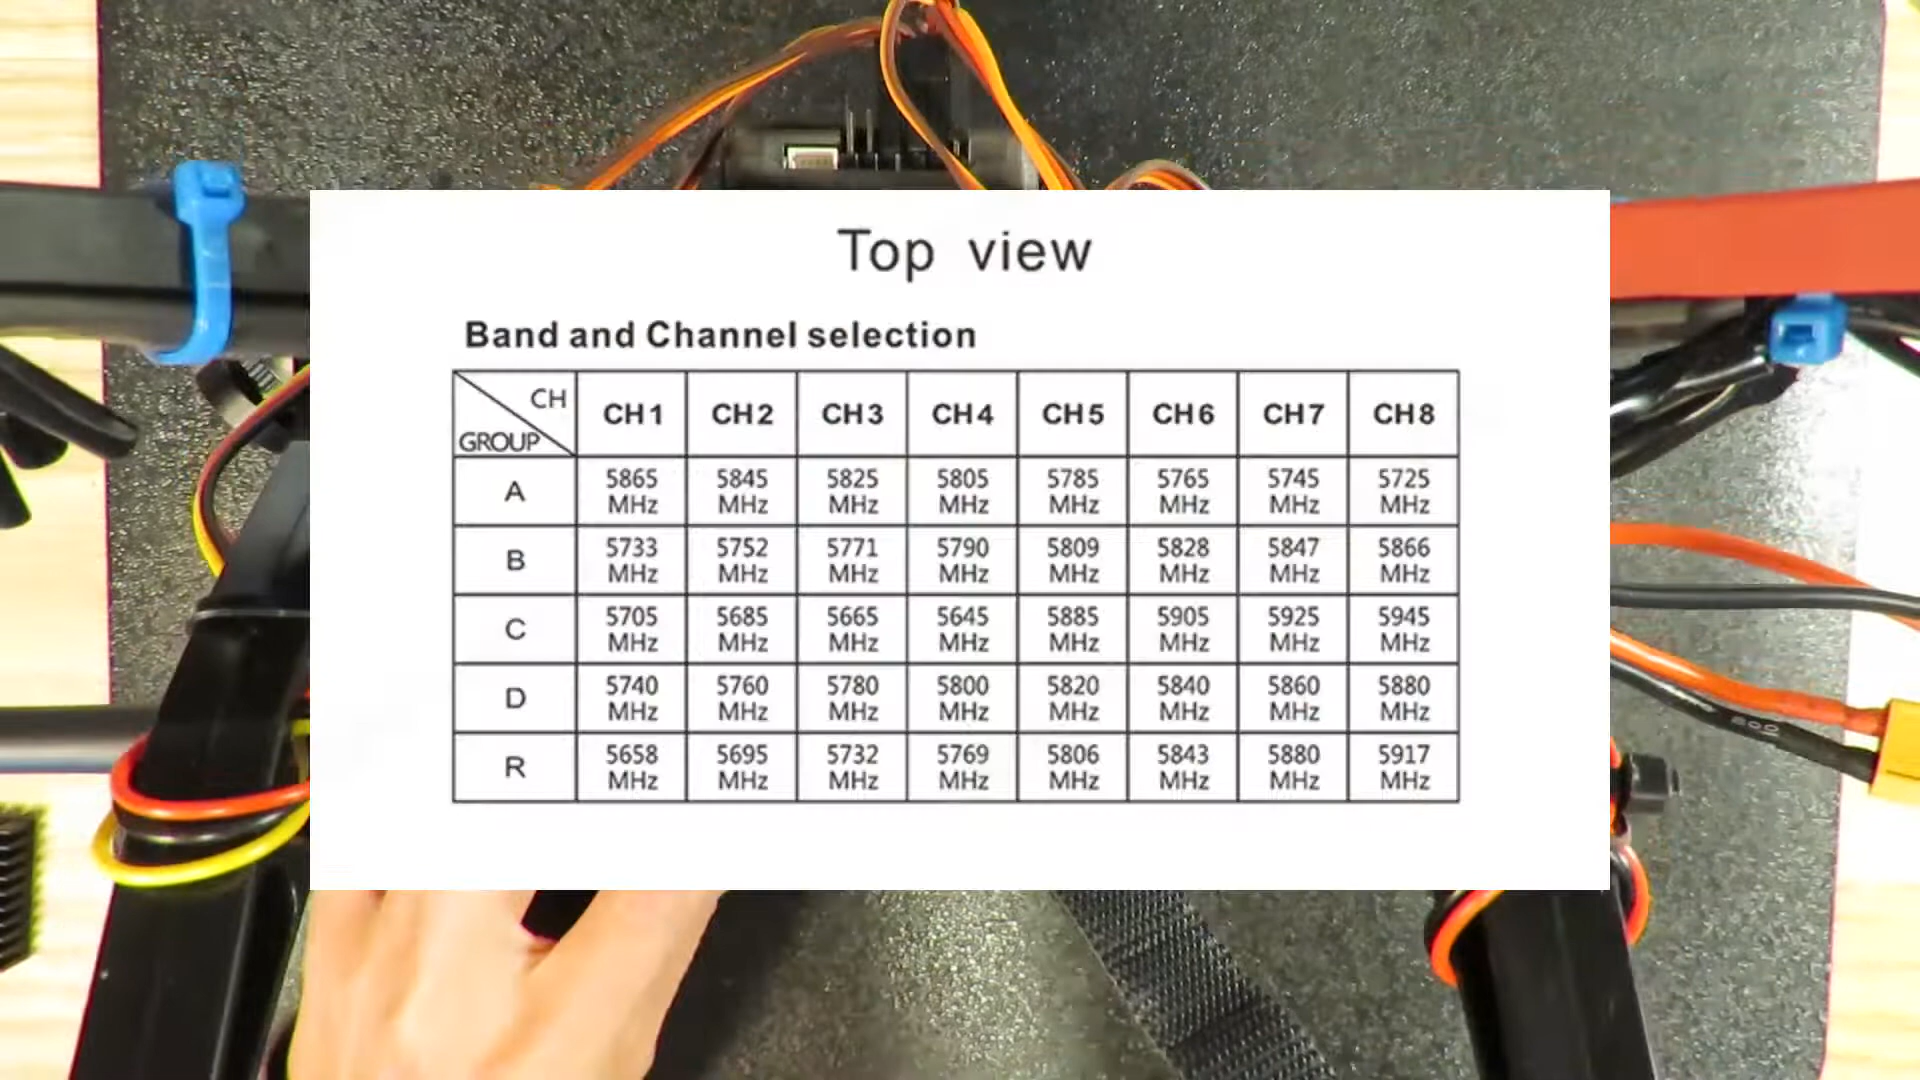 Top view
Band and Channel selection
CH
GROUP
CH1 CH2 CH3 CH4 CH5 CH6 CH7 CH8
A 5865 MHz 5845 MHz 5825 MHz 5805 MHz 5785 MHz 5765 MHz 5745 MHz 5725 MHz
B 5733 MHz 5752 MHz 5771 MHz 5790 MHz 5809 MHz 5828 MHz 5847 MHz 5866 MHz
C 5705 MHz 5685 MHz 5665 MHz 5645 MHz 5885 MHz 5905 MHz 5925 MHz 5945 MHz
D 5740 MHz 5760 MHz 5780 MHz 5800 MHz 5820 MHz 5840 MHz 5860 MHz 5880 MHz
R 5658 MHz 5695 MHz 5732 MHz 5769 MHz 5806 MHz 5843 MHz 5880 MHz 5917 MHz